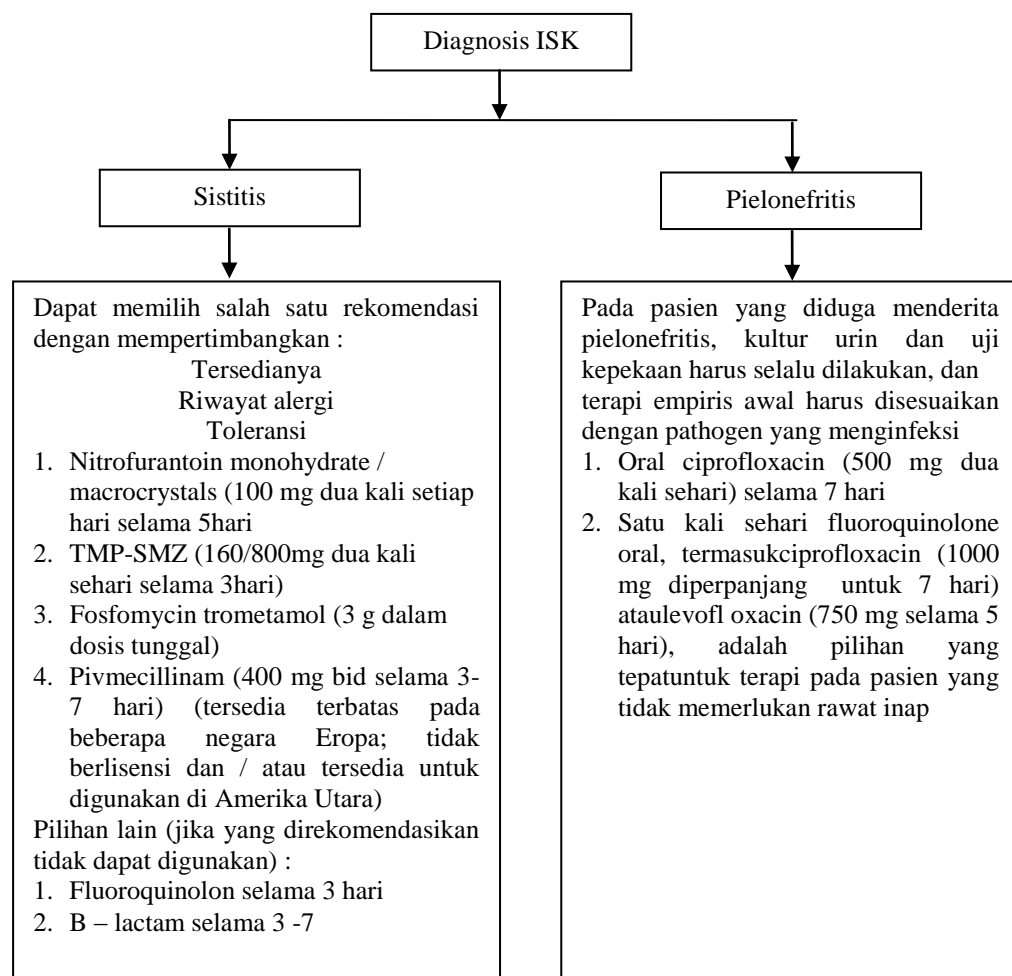 Diagnosis ISK
Sistitis
Pielonefritis
Dapat memilih salah satu rekomendasi
dengan mempertimbangkan :
Tersedianya
Riwayat alergi
Toleransi
1. Nitrofurantoin monohydrate /
macrocrystals (100 mg dua kali setiap
hari selama 5hari
2. TMP-SMZ (160/800mg dua kali
sehari selama 3hari)
3. Fosfomycin trometamol (3 g dalam
dosis tunggal)
4. Pivmecillinam (400 mg bid selama 3-
7 hari) (tersedia terbatas pada
beberapa negara Eropa; tidak
berlisensi dan / atau tersedia untuk
digunakan di Amerika Utara)
Pilihan lain (jika yang direkomendasikan
tidak dapat digunakan) :
1. Fluoroquinolon selama 3 hari
2. B – lactam selama 3 -7
Pada pasien yang diduga menderita
pielonefritis, kultur urin dan uji
kepekaan harus selalu dilakukan, dan
terapi empiris awal harus disesuaikan
dengan pathogen yang menginfeksi
1. Oral ciprofloxacin (500 mg dua
kali sehari) selama 7 hari
2. Satu kali sehari fluoroquinolone
oral, termasukciprofloxacin (1000
mg diperpanjang untuk 7 hari)
ataulevofl oxacin (750 mg selama 5
hari), adalah pilihan yang
tepatuntuk terapi pada pasien yang
tidak memerlukan rawat inap